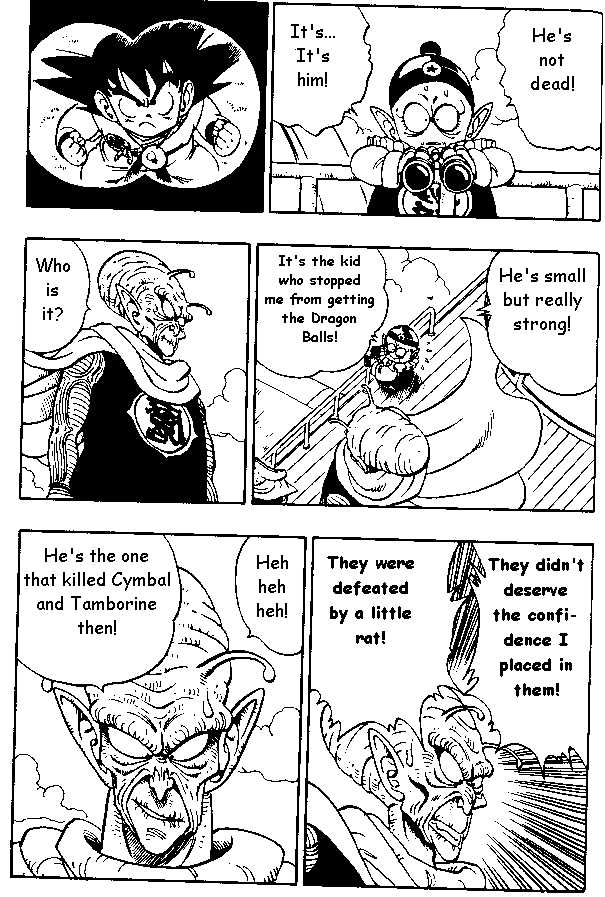 It's...
It's
him!
He's
not
dead!
Who
is
it?
It's the kid
who stopped
me from getting
the Dragon
Balls!
He's small
but really
strong!
He's the one
that killed Cymbal
and Tamborine
then!
Heh
heh
heh!
They were
defeated
by a little
rat!
They didn't
deserve
the confi-
dence I
placed in
them!